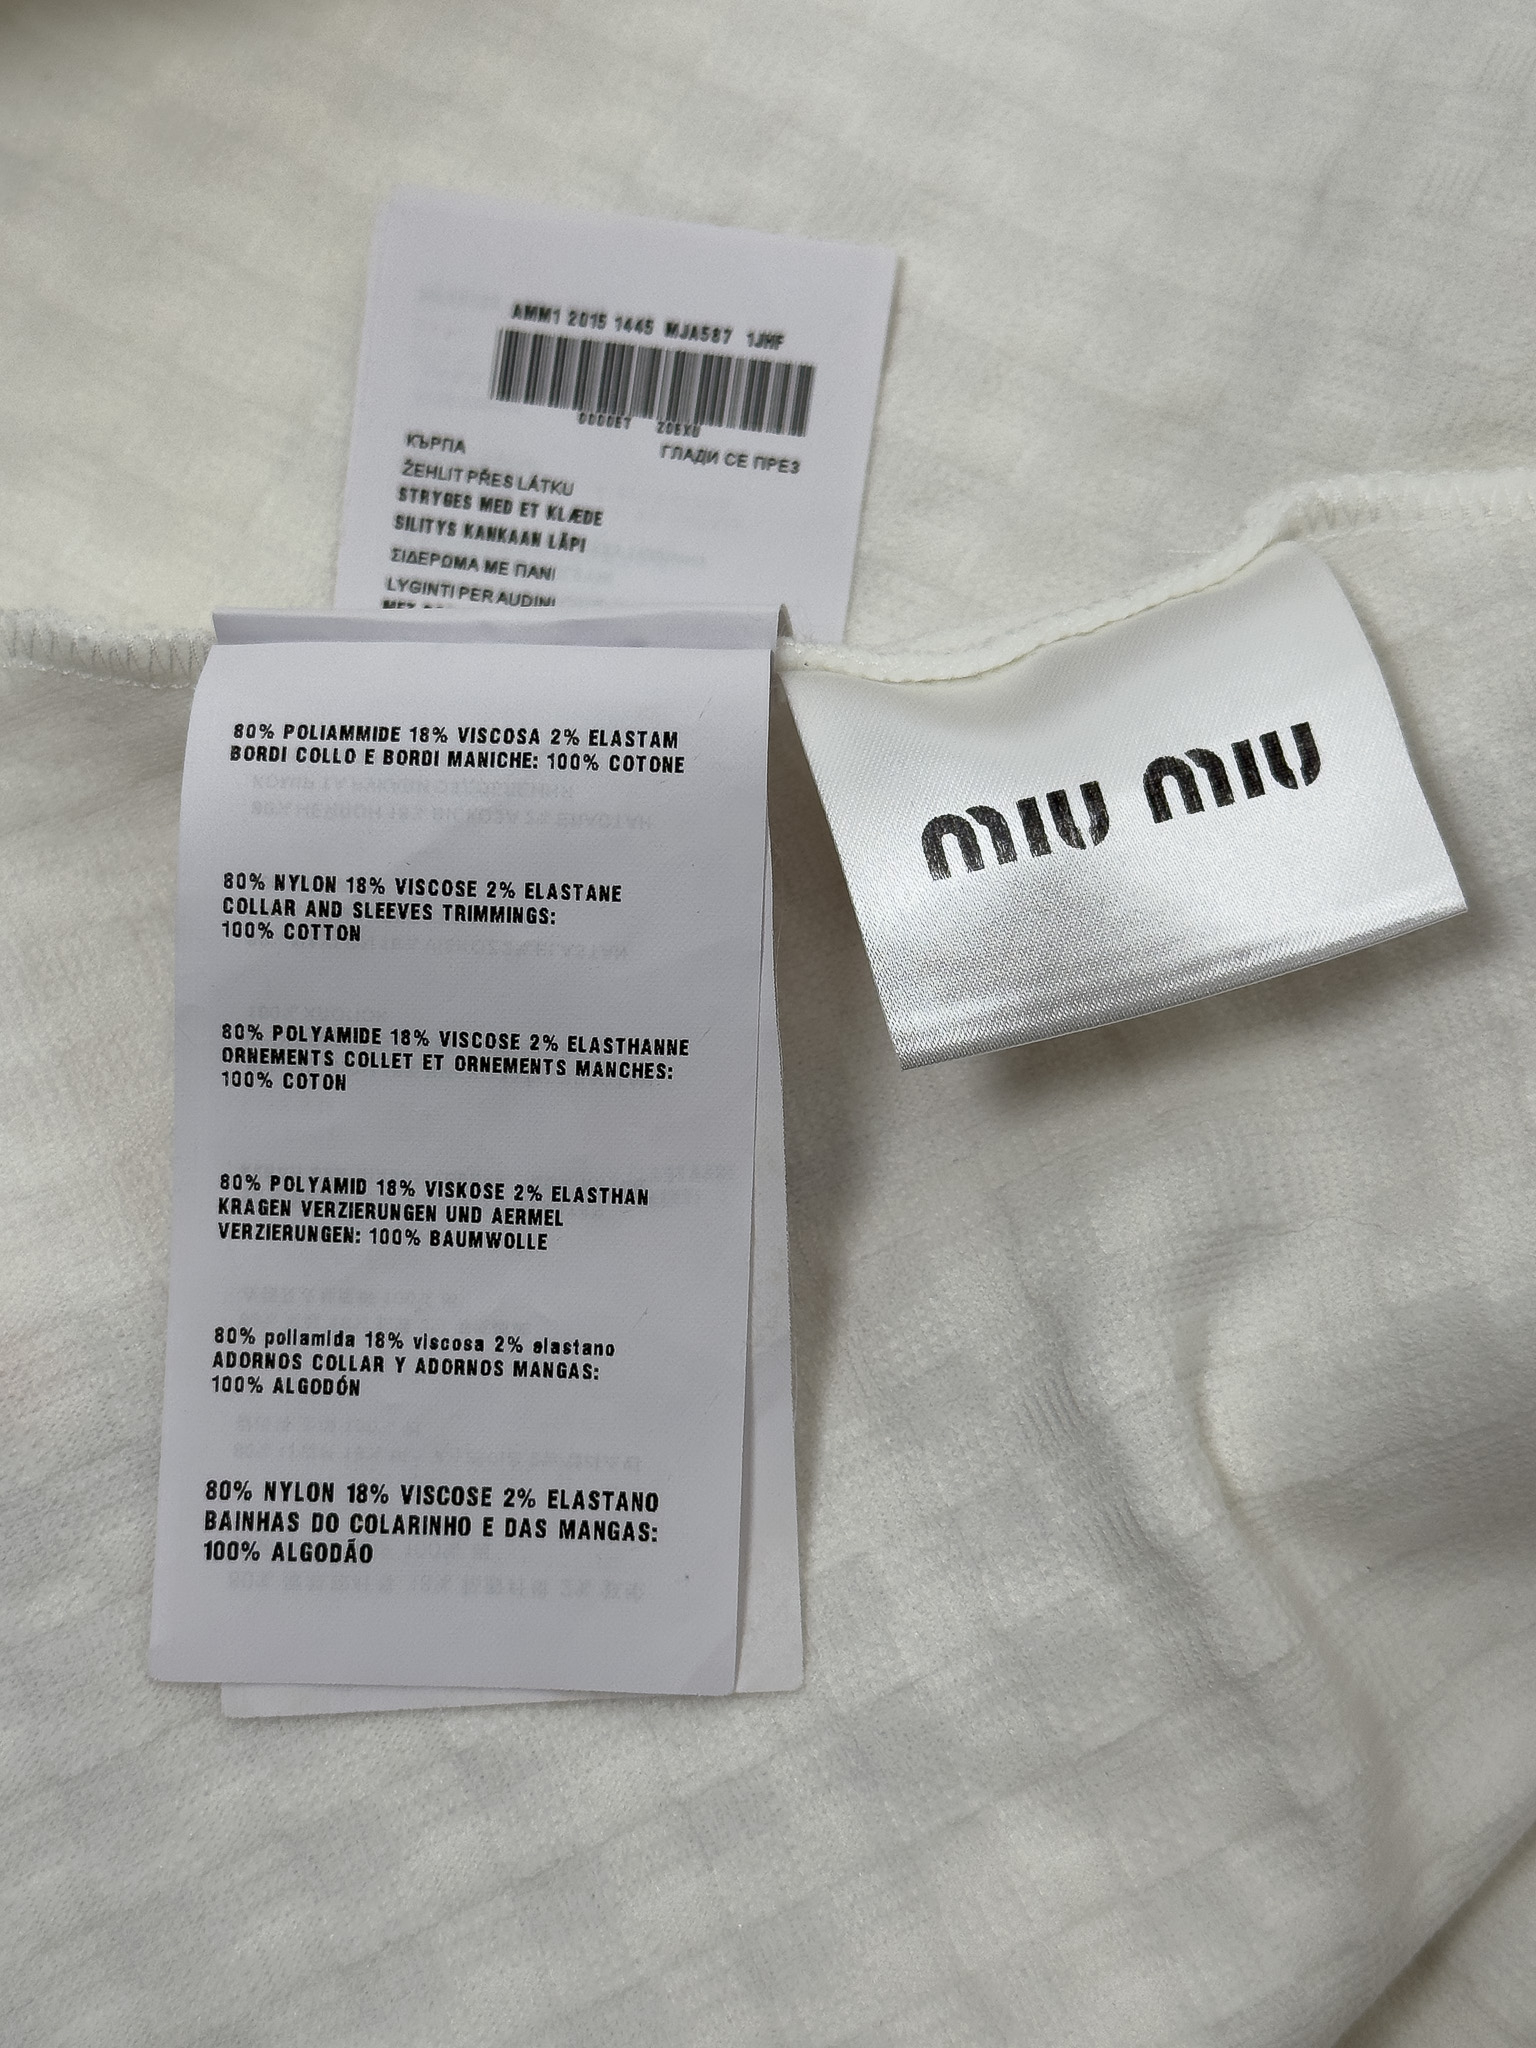 AMM1 2015 1445 MJA587 1JHF
000067 ZOEXU
КЪРПА ГЛАДИ СЕ ПРЕЗ
ŽEHLIT PŘES LÁTKU
STRYGES MED ET KLÆDE
SILITYS KANKAAN LÄPI
ΣΙΔΕΡΩΜΑ ΜΕ ΠΑΝΙ
LYGINTI PER AUDINI
80% POLIAMMIDE 18% VISCOSA 2% ELASTAM
BORDI COLLO E BORDI MANICHE: 100% COTONE
80% NYLON 18% VISCOSE 2% ELASTANE
COLLAR AND SLEEVES TRIMMINGS:
100% COTTON
80% POLYAMIDE 18% VISCOSE 2% ELASTHANNE
ORNEMENTS COLLET ET ORNEMENTS MANCHES:
100% COTON
80% POLYAMID 18% VISKOSE 2% ELASTHAN
KRAGEN VERZIERUNGEN UND AERMEL
VERZIERUNGEN: 100% BAUMWOLLE
80% poliamida 18% viscosa 2% elastano
ADORNOS COLLAR Y ADORNOS MANGAS:
100% ALGODÓN
80% NYLON 18% VISCOSE 2% ELASTANO
BAINHAS DO COLARINHO E DAS MANGAS:
100% ALGODÃO
miu miu